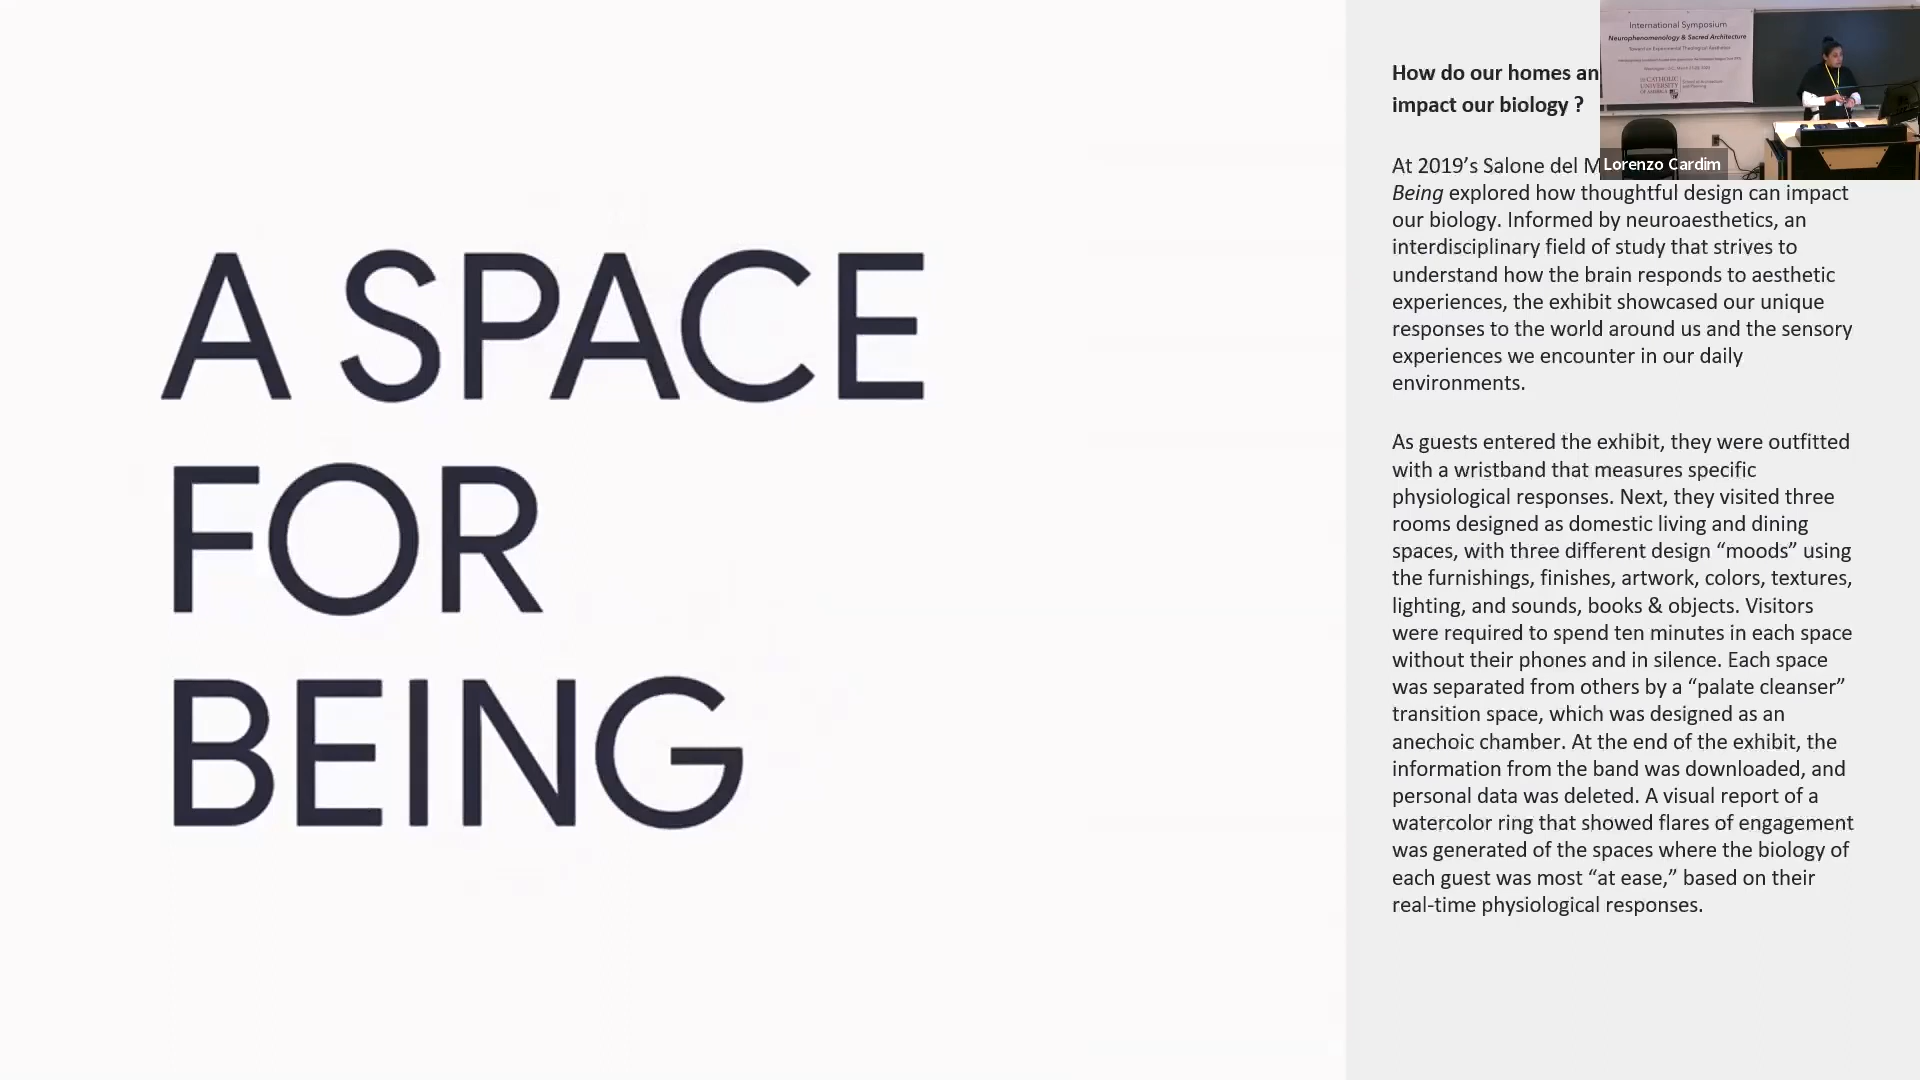 A SPACE
FOR
BEING
How do our homes an
impact our biology ?
At 2019’s Salone del M
Being explored how thoughtful design can impact
our biology. Informed by neuroaesthetics, an
interdisciplinary field of study that strives to
understand how the brain responds to aesthetic
experiences, the exhibit showcased our unique
responses to the world around us and the sensory
experiences we encounter in our daily
environments.
As guests entered the exhibit, they were outfitted
with a wristband that measures specific
physiological responses. Next, they visited three
rooms designed as domestic living and dining
spaces, with three different design “moods” using
the furnishings, finishes, artwork, colors, textures,
lighting, and sounds, books & objects. Visitors
were required to spend ten minutes in each space
without their phones and in silence. Each space
was separated from others by a “palate cleanser”
transition space, which was designed as an
anechoic chamber. At the end of the exhibit, the
information from the band was downloaded, and
personal data was deleted. A visual report of a
watercolor ring that showed flares of engagement
was generated of the spaces where the biology of
each guest was most “at ease,” based on their
real-time physiological responses.
International Symposium
Neurophenomenology & Sacred Architecture
THE CATHOLIC
UNIVERSITY
OF AMERICA
Lorenzo Cardim